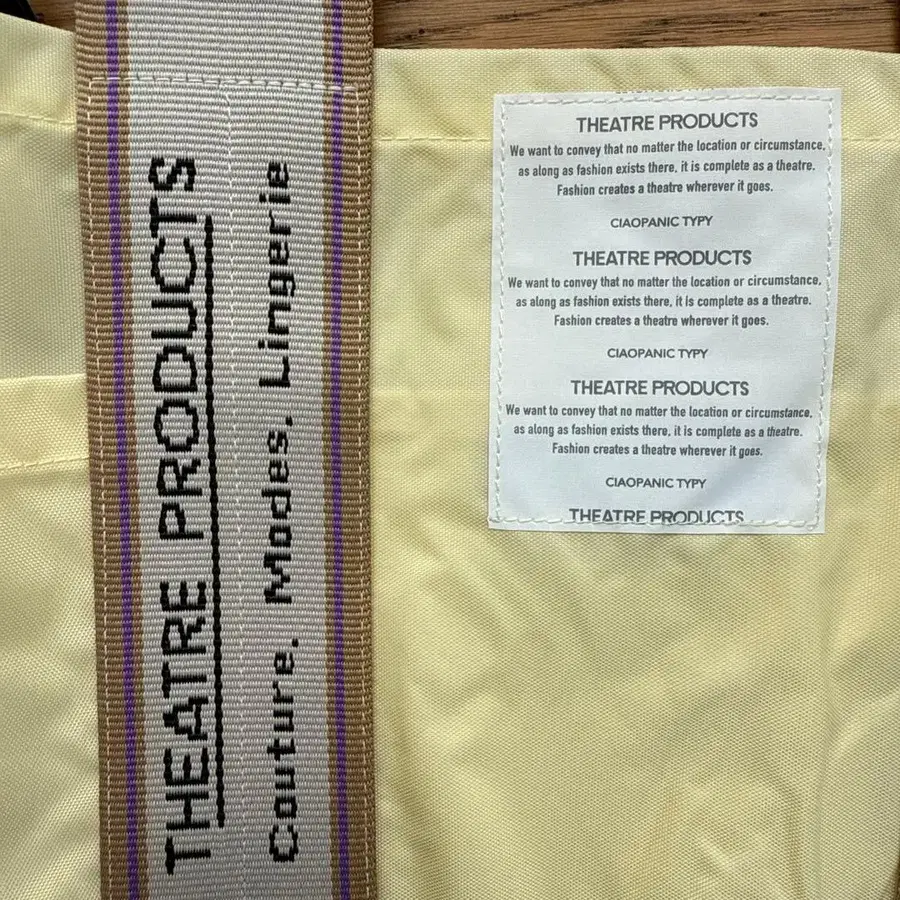 THEATRE PRODUCTS
Couture. Modes. Lingerie
THEATRE PRODUCTS
We want to convey that no matter the location or circumstance,
as along as fashion exists there, it is complete as a theatre.
Fashion creates a theatre wherever it goes.
CIAOPANIC TYPY
THEATRE PRODUCTS
We want to convey that no matter the location or circumstance,
as along as fashion exists there, it is complete as a theatre.
Fashion creates a theatre wherever it goes.
CIAOPANIC TYPY
THEATRE PRODUCTS
We want to convey that no matter the location or circumstance,
as along as fashion exists there, it is complete as a theatre.
Fashion creates a theatre wherever it goes.
CIAOPANIC TYPY
THEATRE PRODUCTS